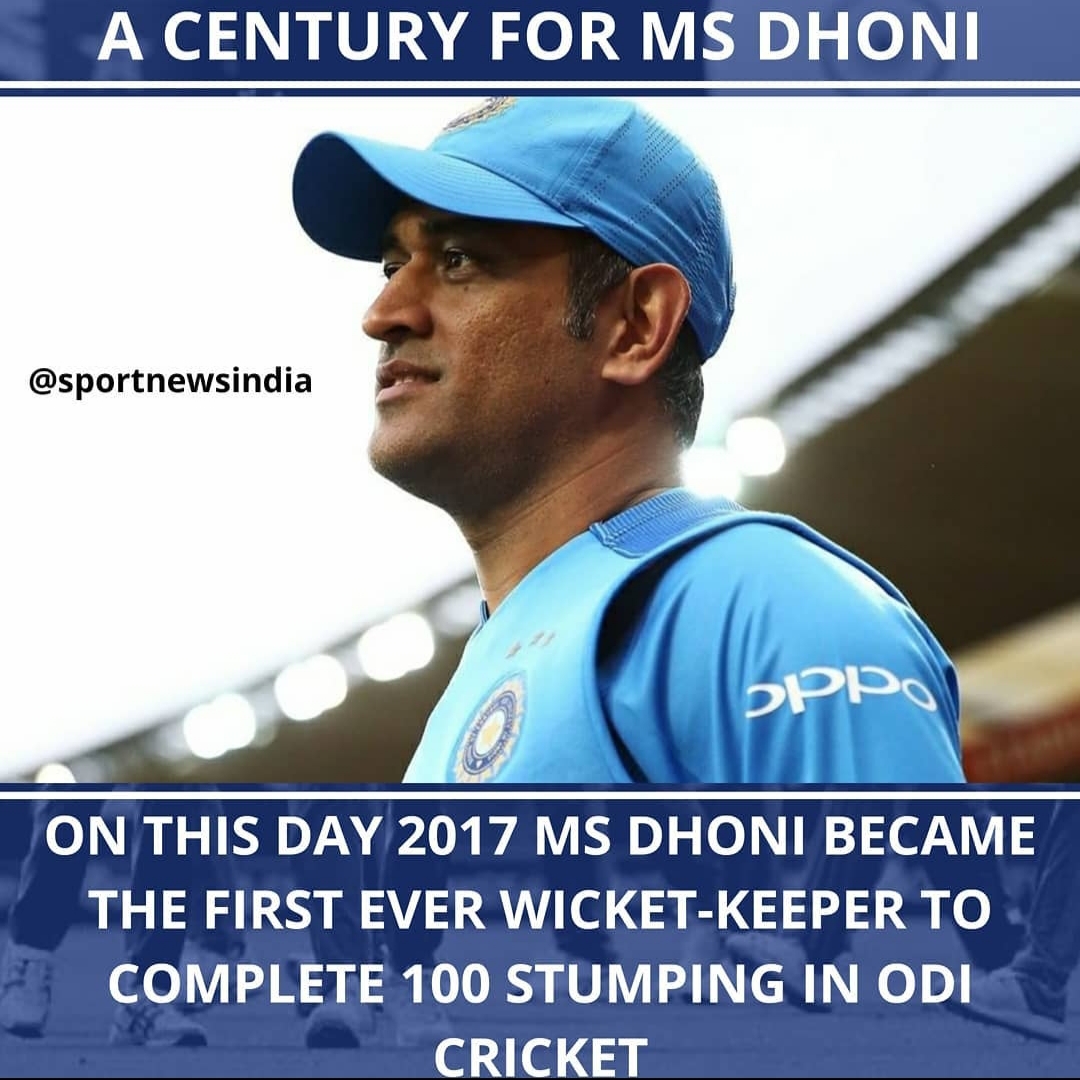 A CENTURY FOR MS DHONI
@sportnewsindia
oppo
ON THIS DAY 2017 MS DHONI BECAME
THE FIRST EVER WICKET-KEEPER TO
COMPLETE 100 STUMPING IN ODI
CRICKET